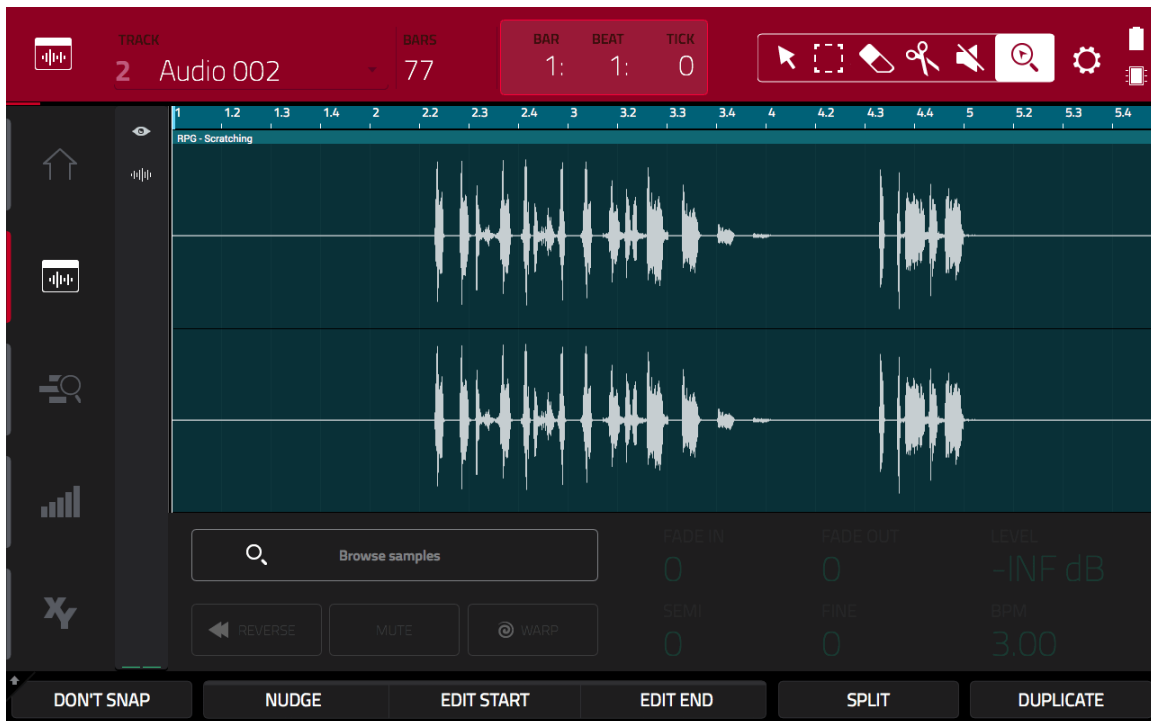 TRACK BARS BAR BEAT TICK
2 Audio 002 77 1: 1: 0
1 1.2 1.3 1.4 2 2.2 2.3 2.4 3 3.2 3.3 3.4 4 4.2 4.3 4.4 5 5.2 5.3 5.4
RPG - Scratching
FADE IN FADE OUT LEVEL
Browse samples 0 0 -INF dB
SEMI FINE BPM
REVERSE MUTE WARP 0 0 3.00
XY
DON'T SNAP NUDGE EDIT START EDIT END SPLIT DUPLICATE